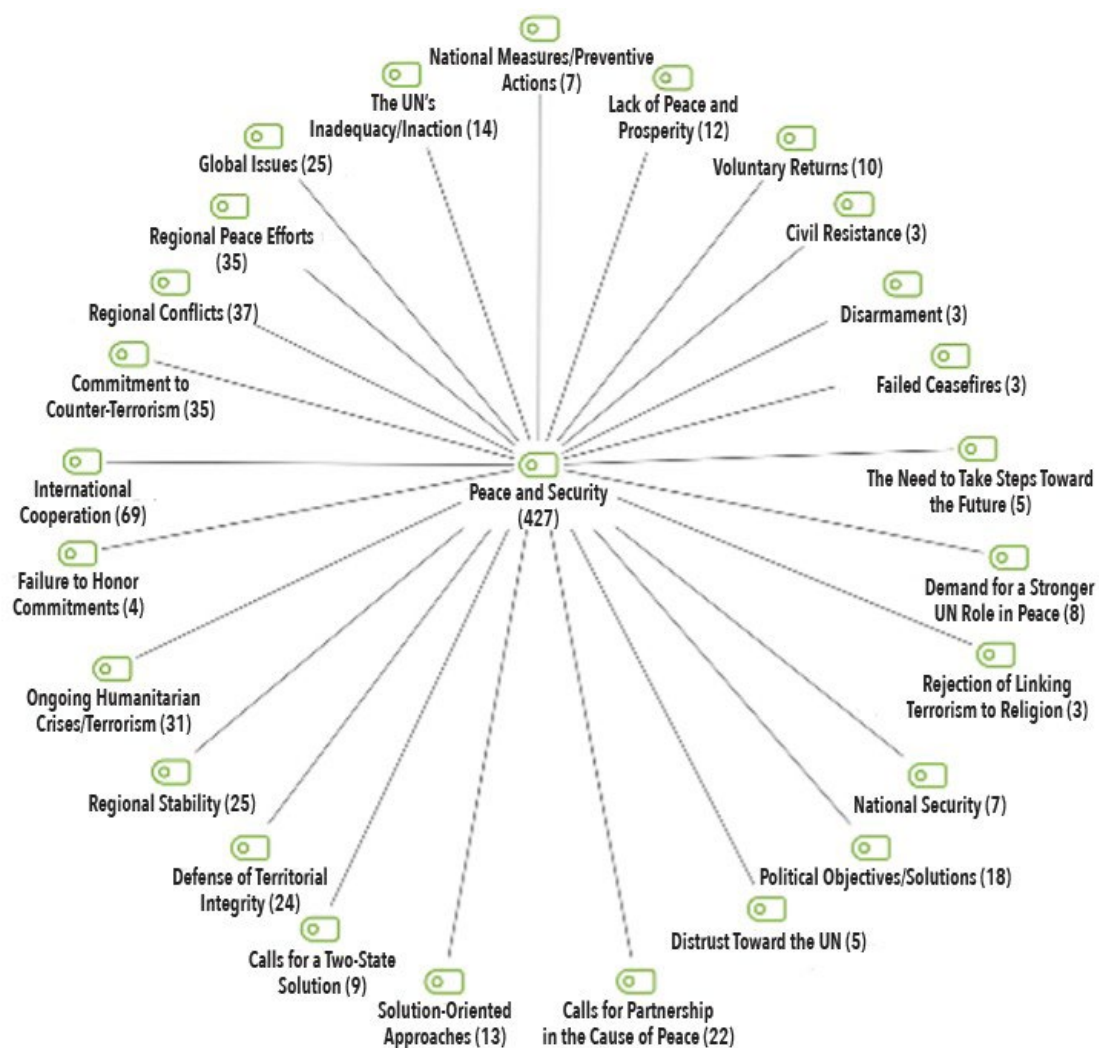 National Measures/Preventive
Actions (7)
The UN's
Inadequacy/Inaction (14)
Lack of Peace and
Prosperity (12)
Global Issues (25)
Voluntary Returns (10)
Regional Peace Efforts
(35)
Civil Resistance (3)
Regional Conflicts (37)
Disarmament (3)
Commitment to
Counter-Terrorism (35)
Failed Ceasefires (3)
International
Cooperation (69)
Peace and Security
(427)
The Need to Take Steps Toward
the Future (5)
Failure to Honor
Commitments (4)
Demand for a Stronger
UN Role in Peace (8)
Ongoing Humanitarian
Crises/Terrorism (31)
Rejection of Linking
Terrorism to Religion (3)
Regional Stability (25)
National Security (7)
Defense of Territorial
Integrity (24)
Political Objectives/Solutions (18)
Calls for a Two-State
Solution (9)
Distrust Toward the UN (5)
Solution-Oriented
Approaches (13)
Calls for Partnership
in the Cause of Peace (22)